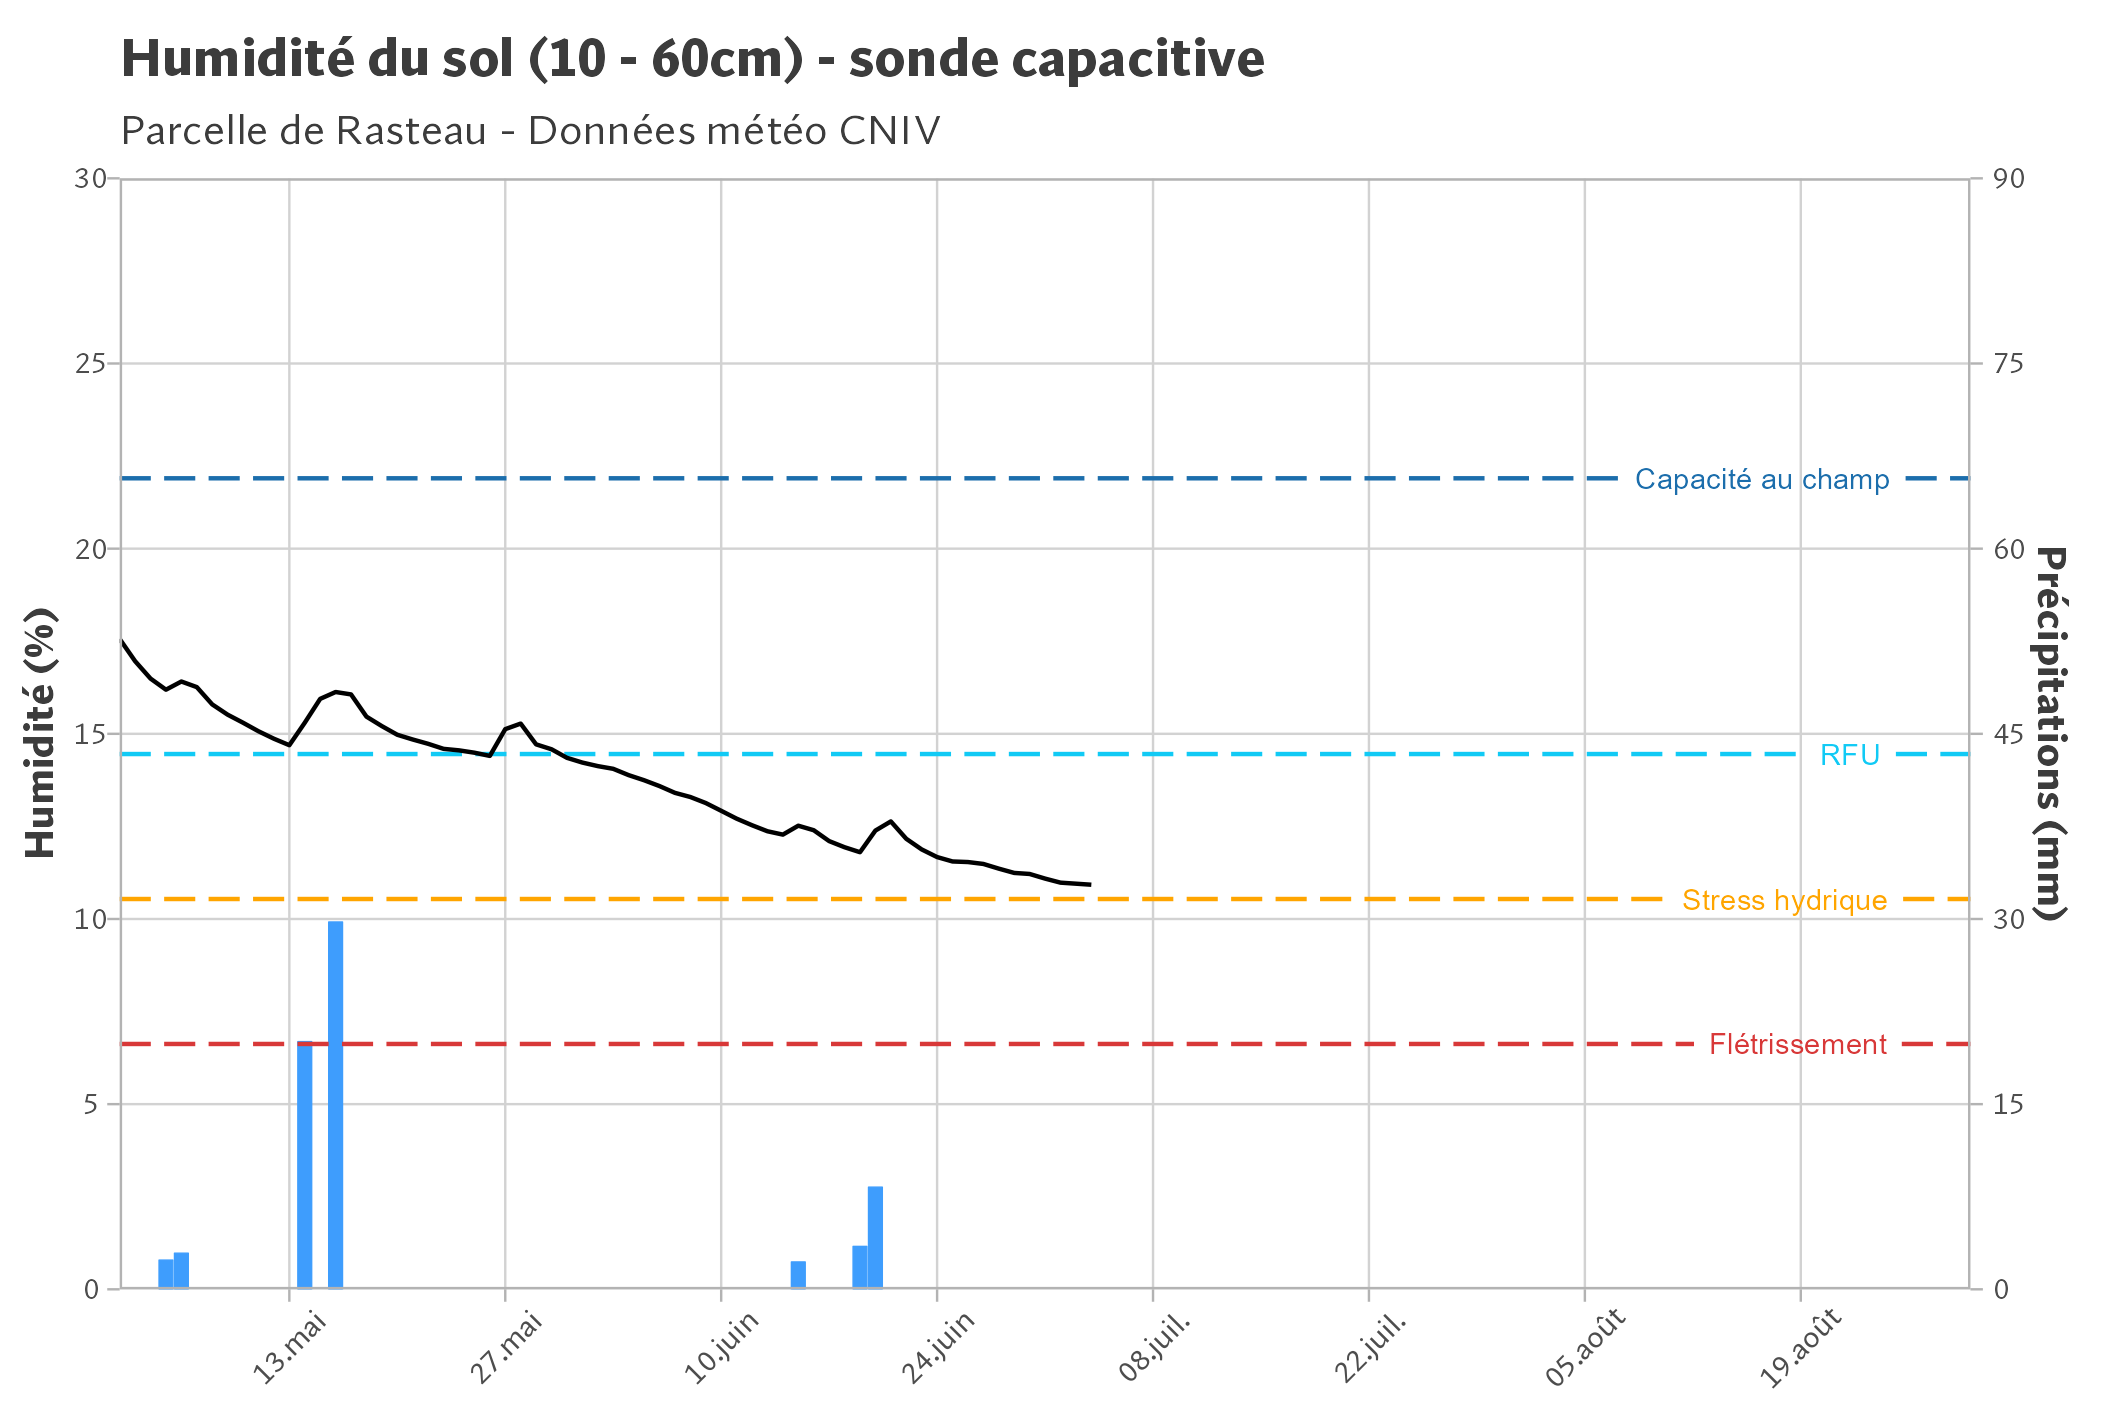 Humidité du sol (10 - 60cm) - sonde capacitive
Parcelle de Rasteau - Données météo CNIV
30
90
25
75
Capacité au champ
20
60
Humidité (%)
Précipitations (mm)
15
45
RFU
Stress hydrique
10
30
Flétrissement
5
15
0
0
13.mai
27.mai
10.juin
24.juin
08.juil.
22.juil.
05.août
19.août